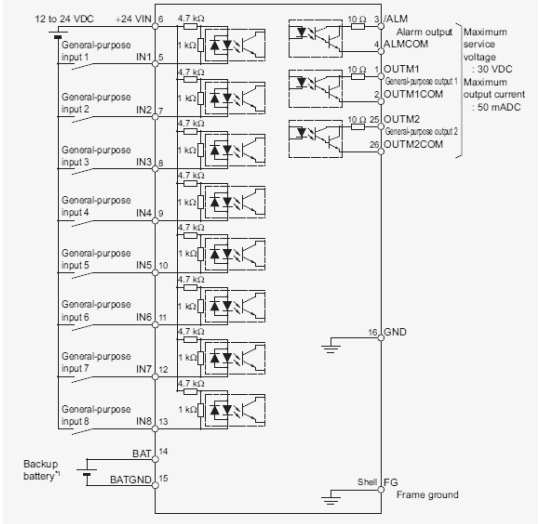 12 to 24 VDC
+24 VIN 6
4.7 kΩ
1 kΩ
General-purpose
input 1
IN1 5
4.7 kΩ
1 kΩ
General-purpose
input 2
IN2 7
4.7 kΩ
1 kΩ
General-purpose
input 3
IN3 8
4.7 kΩ
1 kΩ
General-purpose
input 4
IN4 9
4.7 kΩ
1 kΩ
General-purpose
input 5
IN5 10
4.7 kΩ
1 kΩ
General-purpose
input 6
IN6 11
4.7 kΩ
1 kΩ
General-purpose
input 7
IN7 12
4.7 kΩ
1 kΩ
General-purpose
input 8
IN8 13
BAT 14
Backup
battery*1
BATGND 15
10 Ω 3 /ALM
Alarm output
4 ALMCOM
10 Ω 1 OUTM1
General-purpose output 1
2 OUTM1COM
10 Ω 25 OUTM2
General-purpose output 2
26 OUTM2COM
Maximum
service
voltage
: 30 VDC
Maximum
output current
: 50 mADC
16 GND
Shell FG
Frame ground